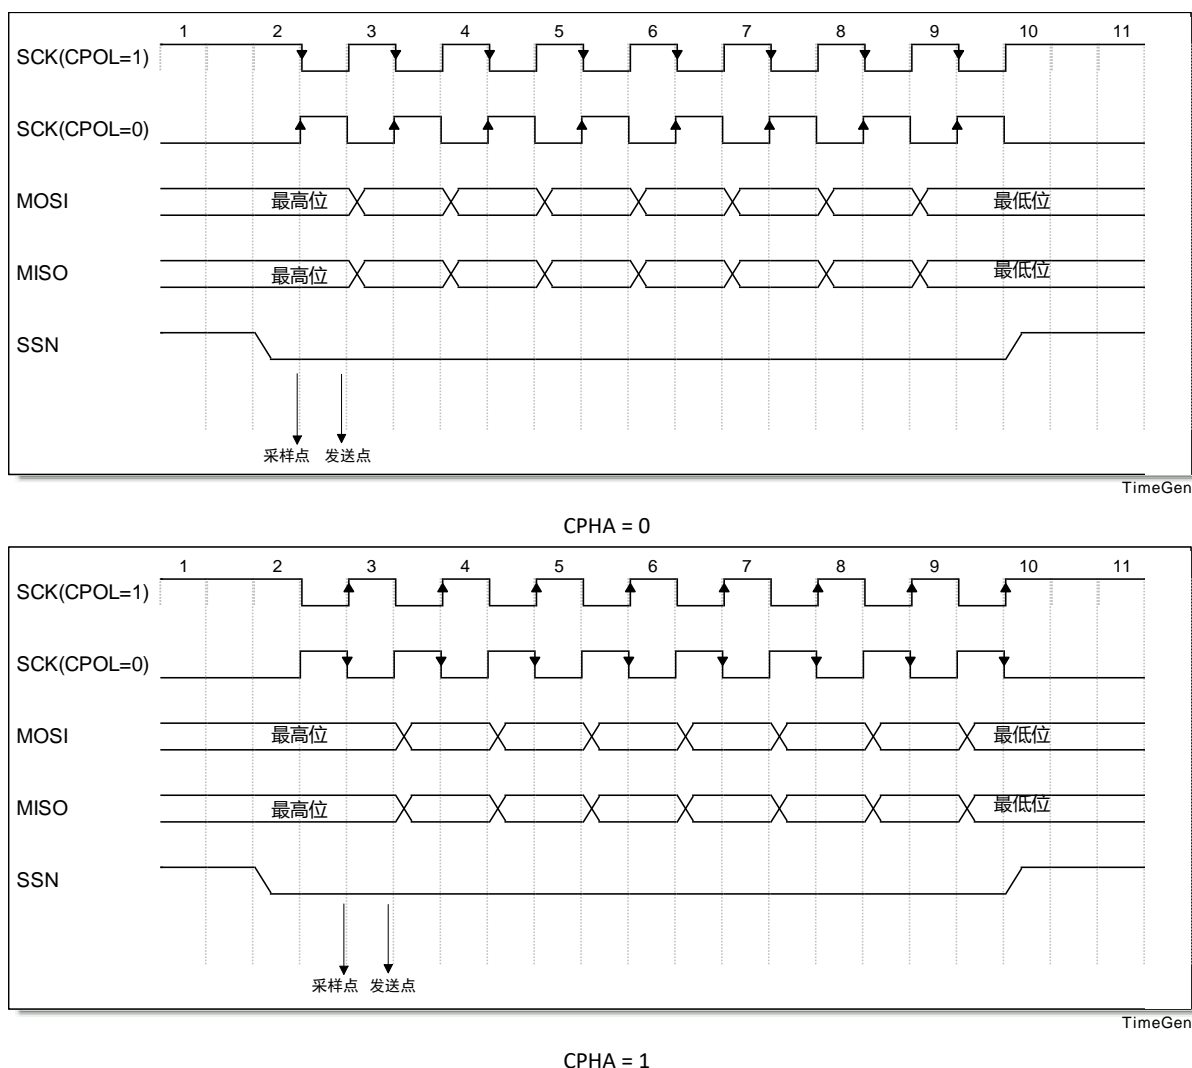 1 2 3 4 5 6 7 8 9 10 11
SCK(CPOL=1)
SCK(CPOL=0)
MOSI 最高位 最低位
MISO 最高位 最低位
SSN
采样点 发送点
TimeGen
CPHA = 0
1 2 3 4 5 6 7 8 9 10 11
SCK(CPOL=1)
SCK(CPOL=0)
MOSI 最高位 最低位
MISO 最高位 最低位
SSN
采样点 发送点
TimeGen
CPHA = 1